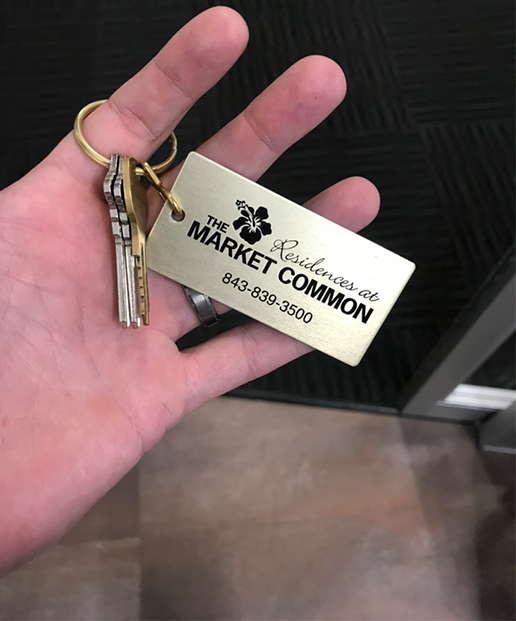 Residences at
THE
MARKET COMMON
843-839-3500